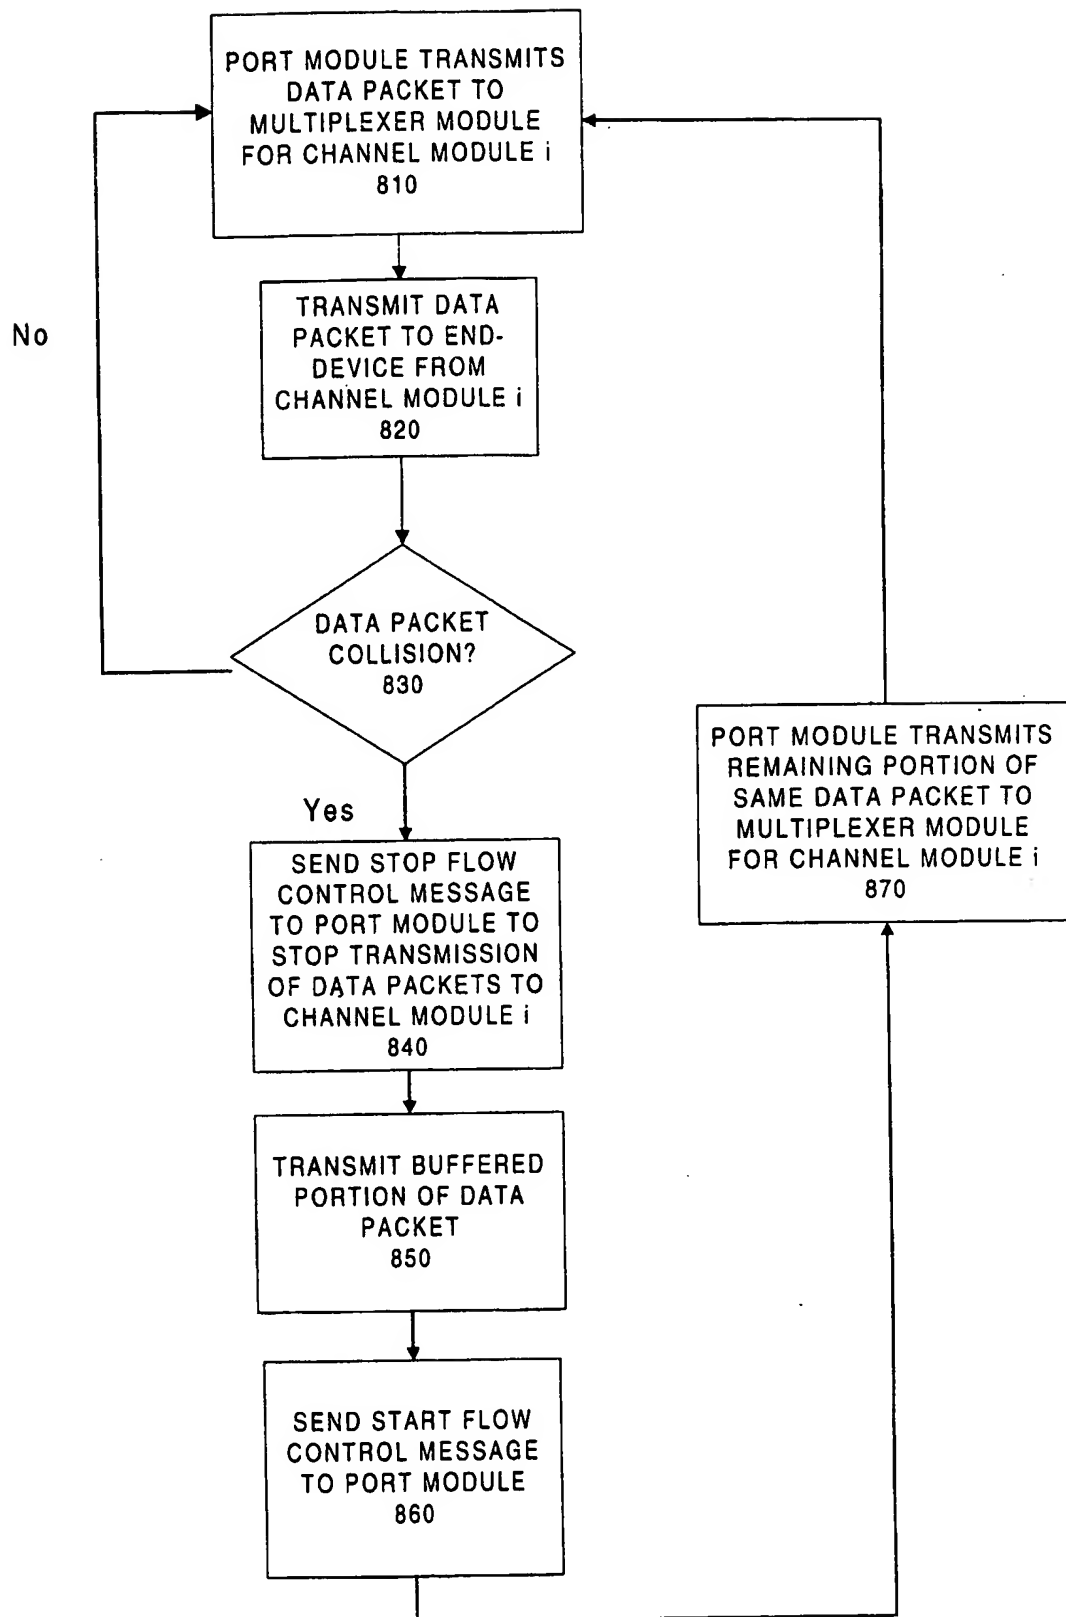 PORT MODULE TRANSMITS
DATA PACKET TO
MULTIPLEXER MODULE
FOR CHANNEL MODULE i
810
TRANSMIT DATA
PACKET TO END-
DEVICE FROM
CHANNEL MODULE i
820
No
DATA PACKET
COLLISION?
830
Yes
SEND STOP FLOW
CONTROL MESSAGE
TO PORT MODULE TO
STOP TRANSMISSION
OF DATA PACKETS TO
CHANNEL MODULE i
840
TRANSMIT BUFFERED
PORTION OF DATA
PACKET
850
SEND START FLOW
CONTROL MESSAGE
TO PORT MODULE
860
PORT MODULE TRANSMITS
REMAINING PORTION OF
SAME DATA PACKET TO
MULTIPLEXER MODULE
FOR CHANNEL MODULE i
870